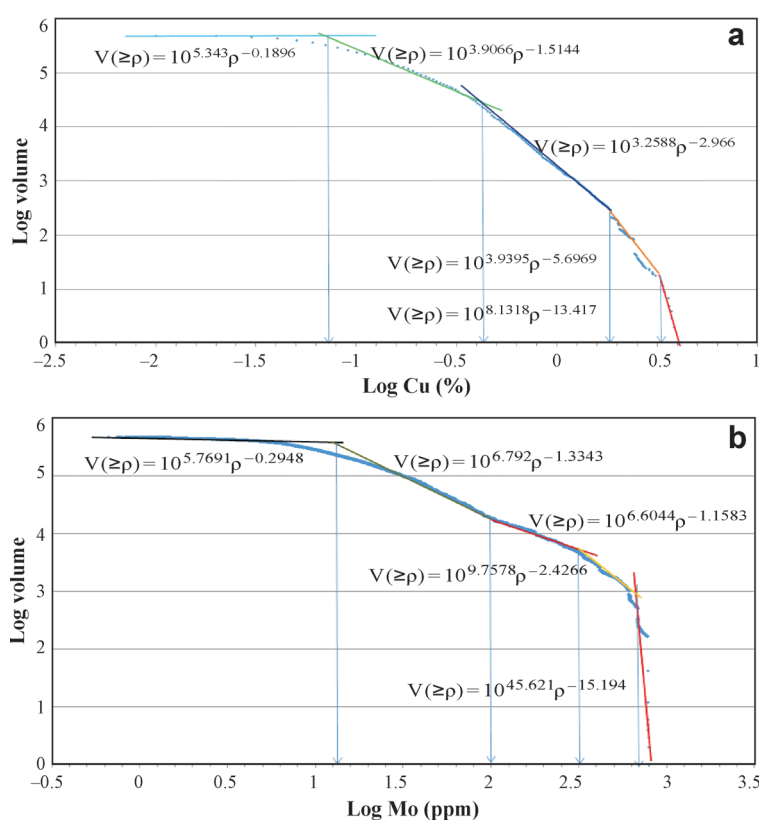 a
6
5
4
3
2
1
0
Log volume
V(≥ρ) = 10^5.343ρ^−0.1896
V(≥ρ) = 10^3.9066ρ^−1.5144
V(≥ρ) = 10^3.2588ρ^−2.966
V(≥ρ) = 10^3.9395ρ^−5.6969
V(≥ρ) = 10^8.1318ρ^−13.417
−2.5 −2 −1.5 −1 −0.5 0 0.5 1
Log Cu (%)
b
6
5
4
3
2
1
0
Log volume
V(≥ρ) = 10^5.7691ρ^−0.2948
V(≥ρ) = 10^6.792ρ^−1.3343
V(≥ρ) = 10^6.6044ρ^−1.1583
V(≥ρ) = 10^9.7578ρ^−2.4266
V(≥ρ) = 10^45.621ρ^−15.194
−0.5 0 0.5 1 1.5 2 2.5 3 3.5
Log Mo (ppm)